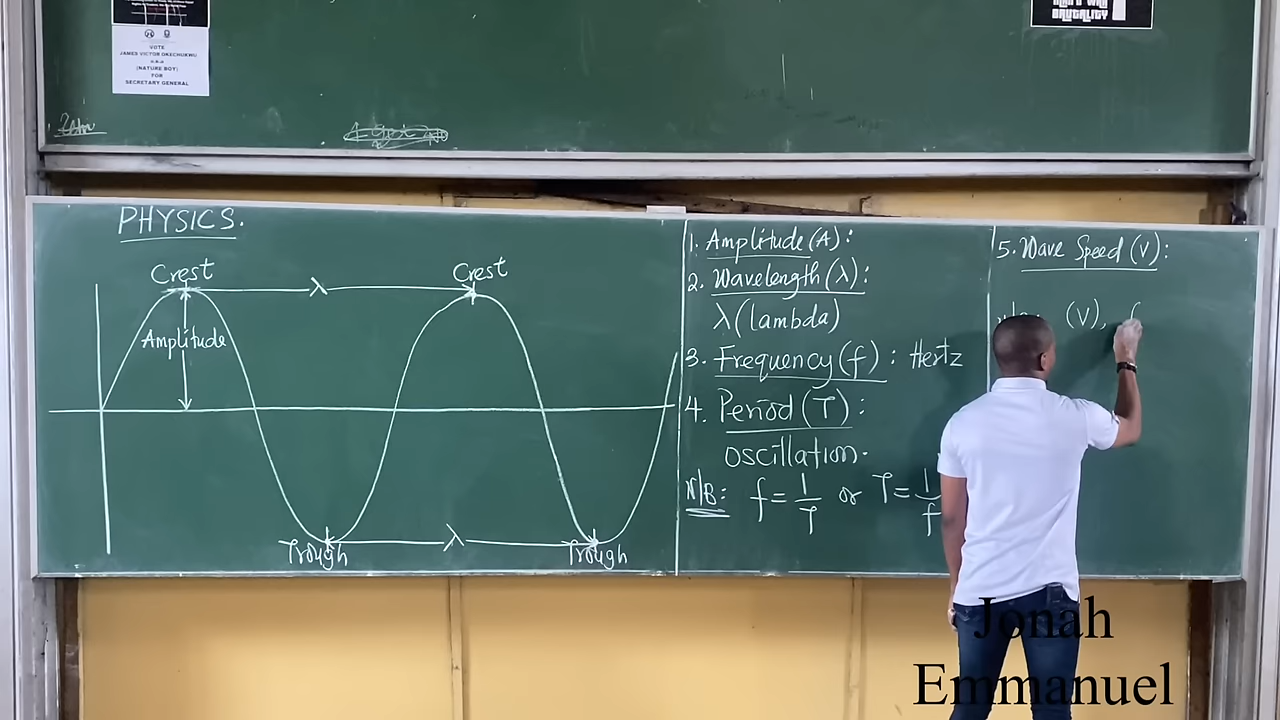 VOTE
JAMES VICTOR OKECHUKWU
(NATURE BOY)
FOR
SECRETARY GENERAL
BRUTALITY
PHYSICS.
Crest
λ
Crest
Amplitude
Trough
λ
Trough
1. Amplitude (A):
2. Wavelength (λ):
λ (lambda)
3. Frequency (f): Hertz
4. Period (T):
oscillation.
N/B: f = 1/T or T = 1/f
5. Wave Speed (V):
(V), f
Jonah
Emmanuel